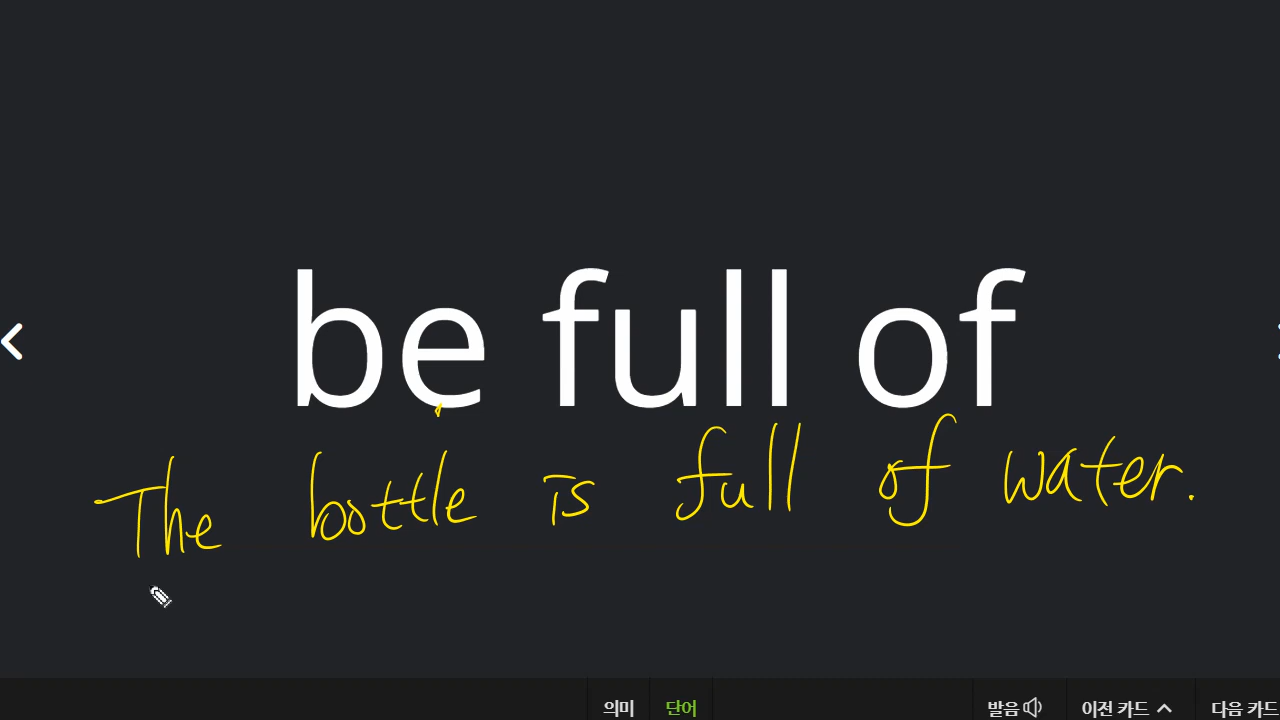 be full of
The bottle is full of water.
의미 단어 발음 이전 카드 다음 카드